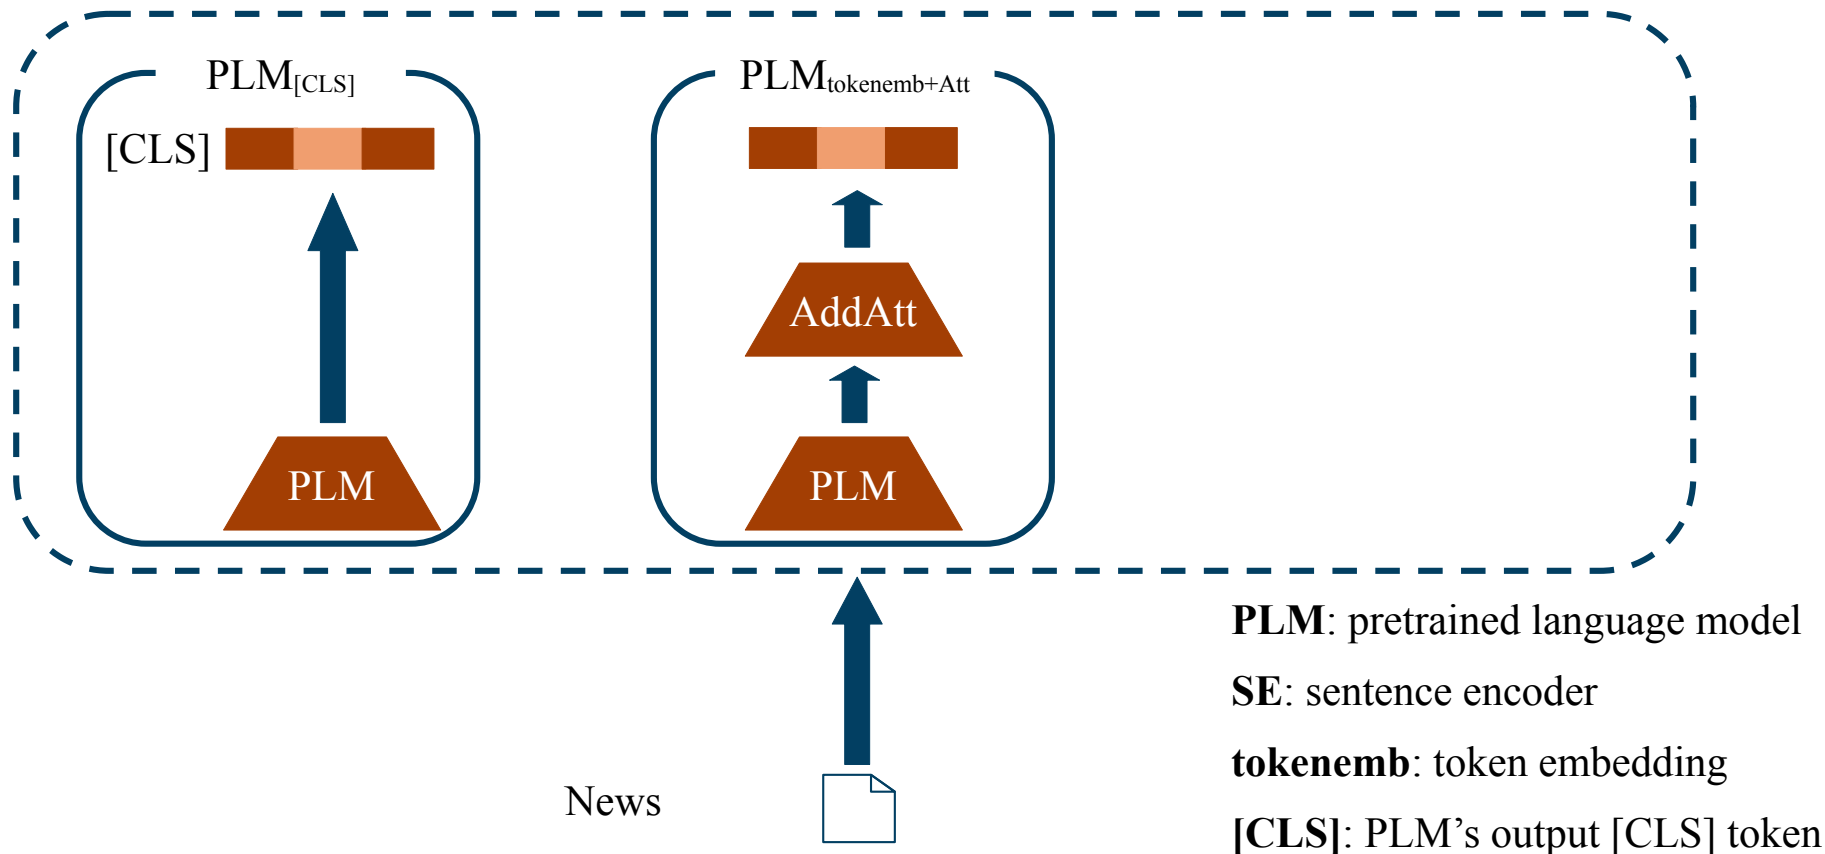 PLM[CLS]
[CLS]
PLM
PLMtokenemb+Att
AddAtt
PLM
News
PLM: pretrained language model
SE: sentence encoder
tokenemb: token embedding
[CLS]: PLM’s output [CLS] token